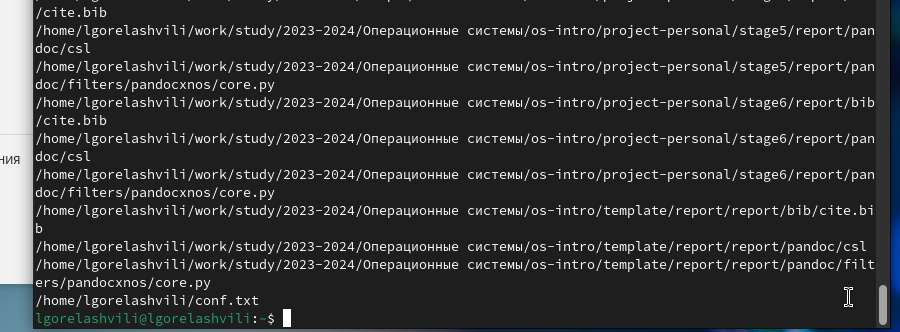 /cite.bib
/home/lgorelashvili/work/study/2023-2024/Операционные системы/os-intro/project-personal/stage5/report/pan
doc/csl
/home/lgorelashvili/work/study/2023-2024/Операционные системы/os-intro/project-personal/stage5/report/pan
doc/filters/pandocxnos/core.py
/home/lgorelashvili/work/study/2023-2024/Операционные системы/os-intro/project-personal/stage6/report/bib
/cite.bib
/home/lgorelashvili/work/study/2023-2024/Операционные системы/os-intro/project-personal/stage6/report/pan
doc/csl
ния
/home/lgorelashvili/work/study/2023-2024/Операционные системы/os-intro/project-personal/stage6/report/pan
doc/filters/pandocxnos/core.py
/home/lgorelashvili/work/study/2023-2024/Операционные системы/os-intro/template/report/report/bib/cite.bi
b
/home/lgorelashvili/work/study/2023-2024/Операционные системы/os-intro/template/report/report/pandoc/csl
/home/lgorelashvili/work/study/2023-2024/Операционные системы/os-intro/template/report/report/pandoc/filt
ers/pandocxnos/core.py
/home/lgorelashvili/conf.txt
lgorelashvili@lgorelashvili:~$